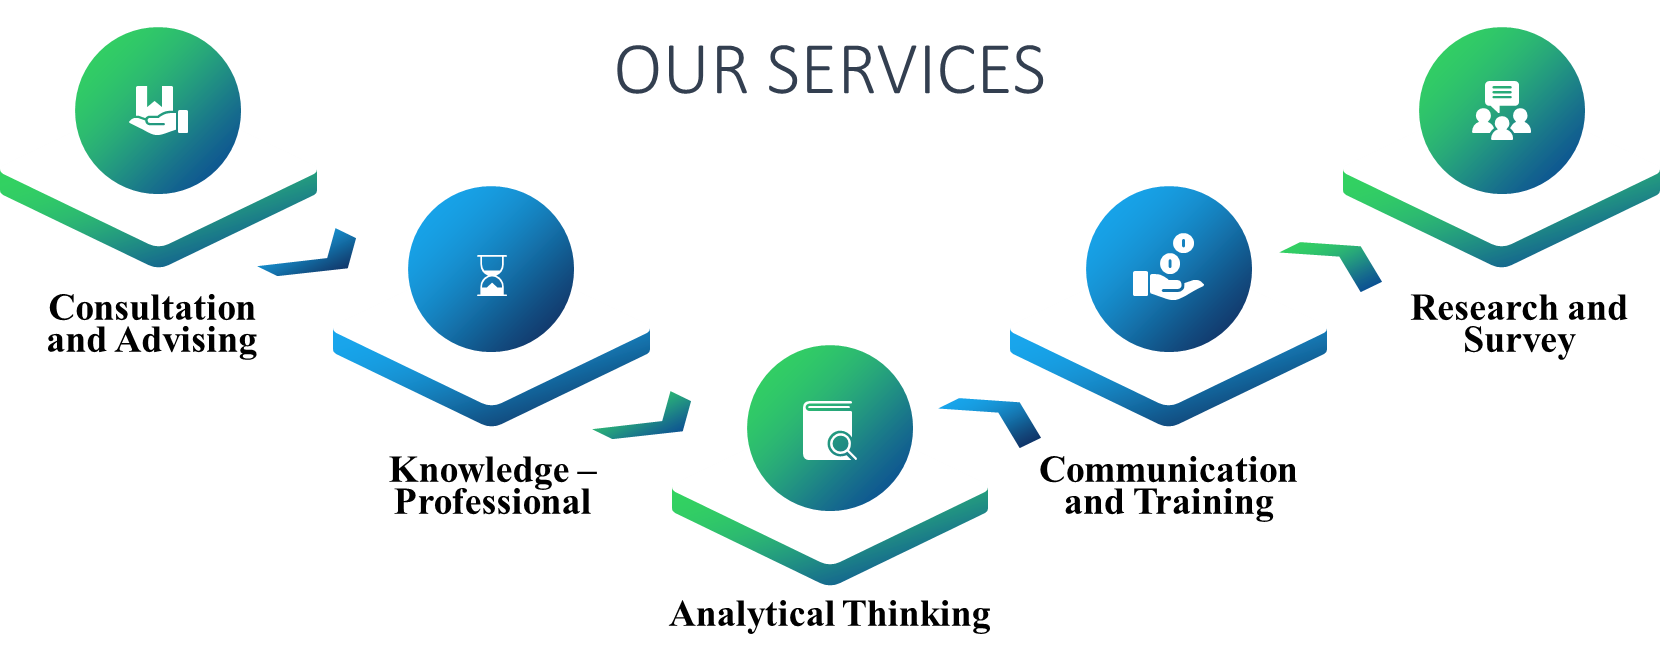 OUR SERVICES
Consultation
and Advising
Knowledge –
Professional
Analytical Thinking
Communication
and Training
Research and
Survey